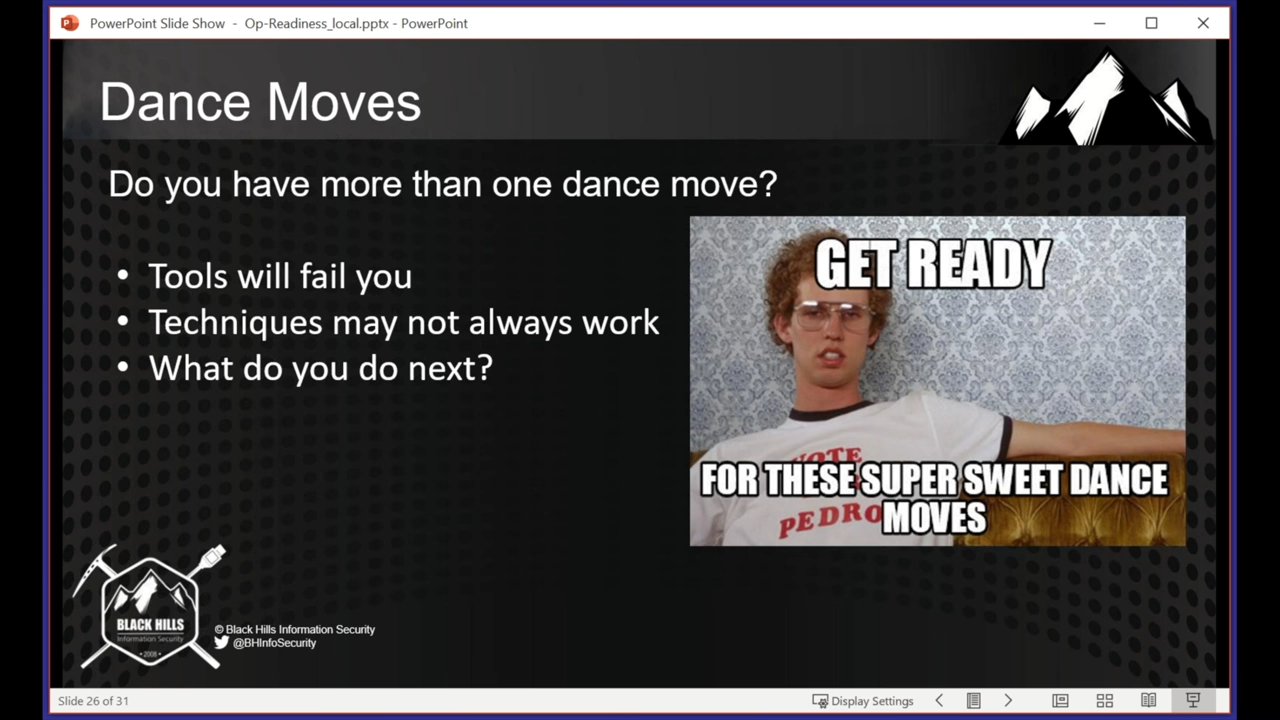 PowerPoint Slide Show - Op-Readiness_local.pptx - PowerPoint
Dance Moves
Do you have more than one dance move?
• Tools will fail you
• Techniques may not always work
• What do you do next?
GET READY
VOTE
FOR THESE SUPER SWEET DANCE
PEDRO
MOVES
BLACK HILLS
Information Security
• 2008 •
© Black Hills Information Security
@BHInfoSecurity
Slide 26 of 31
Display Settings